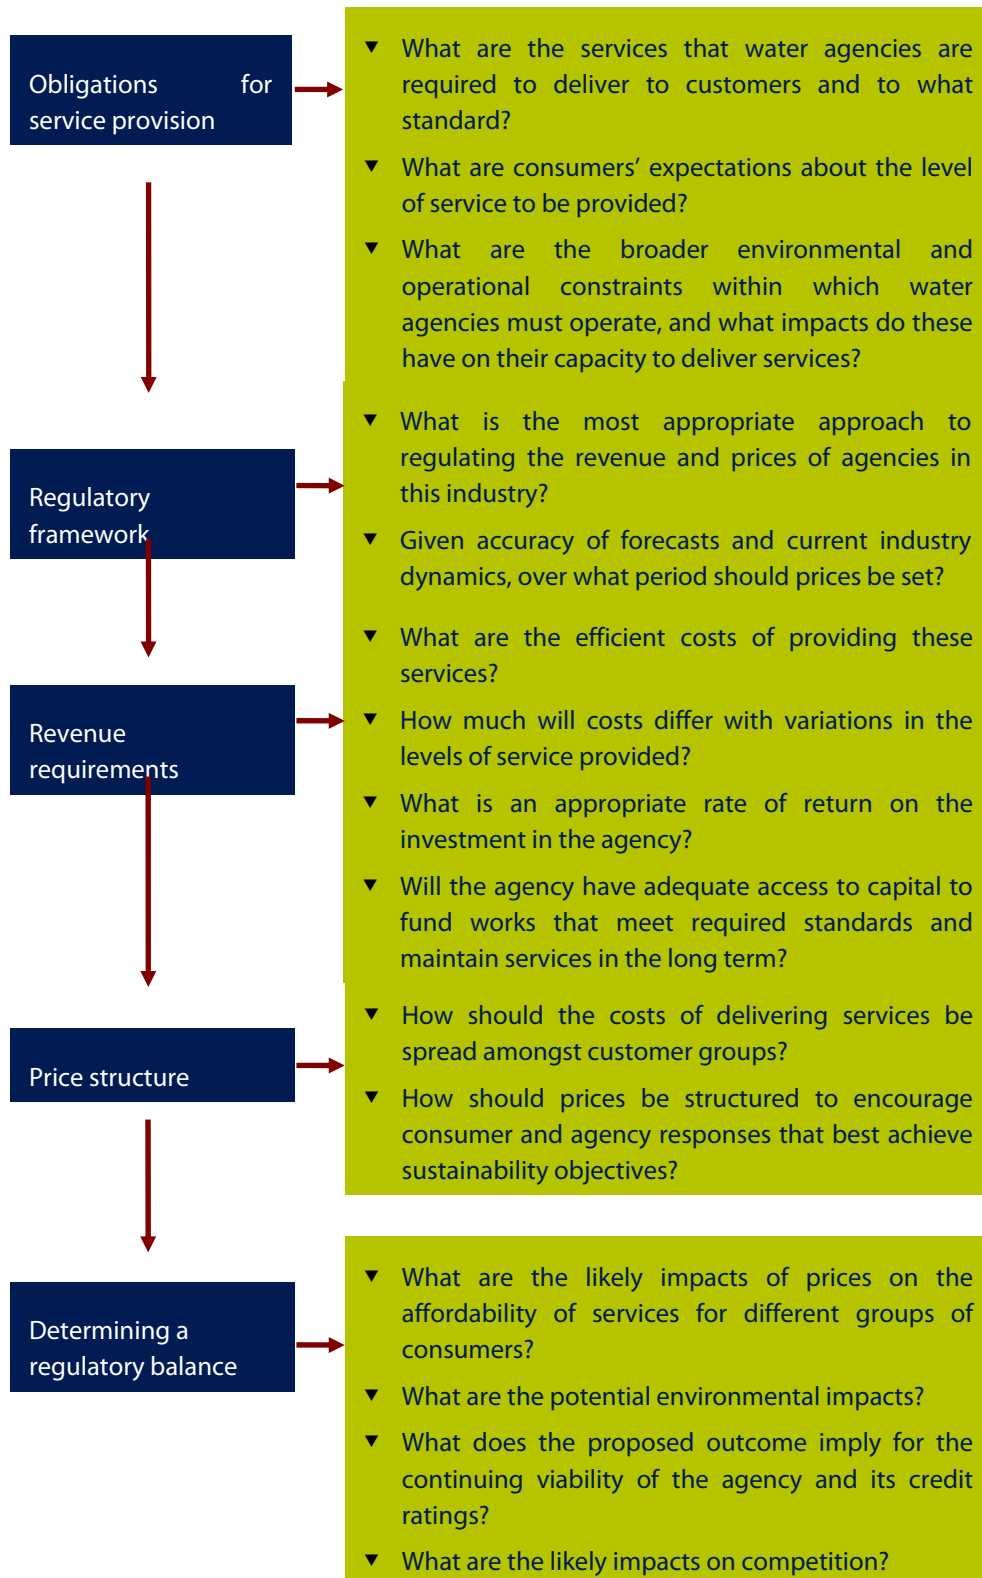 Obligations for
service provision
▼ What are the services that water agencies are
required to deliver to customers and to what
standard?
▼ What are consumers’ expectations about the level
of service to be provided?
▼ What are the broader environmental and
operational constraints within which water
agencies must operate, and what impacts do these
have on their capacity to deliver services?
Regulatory
framework
▼ What is the most appropriate approach to
regulating the revenue and prices of agencies in
this industry?
▼ Given accuracy of forecasts and current industry
dynamics, over what period should prices be set?
Revenue
requirements
▼ What are the efficient costs of providing these
services?
▼ How much will costs differ with variations in the
levels of service provided?
▼ What is an appropriate rate of return on the
investment in the agency?
▼ Will the agency have adequate access to capital to
fund works that meet required standards and
maintain services in the long term?
Price structure
▼ How should the costs of delivering services be
spread amongst customer groups?
▼ How should prices be structured to encourage
consumer and agency responses that best achieve
sustainability objectives?
Determining a
regulatory balance
▼ What are the likely impacts of prices on the
affordability of services for different groups of
consumers?
▼ What are the potential environmental impacts?
▼ What does the proposed outcome imply for the
continuing viability of the agency and its credit
ratings?
▼ What are the likely impacts on competition?